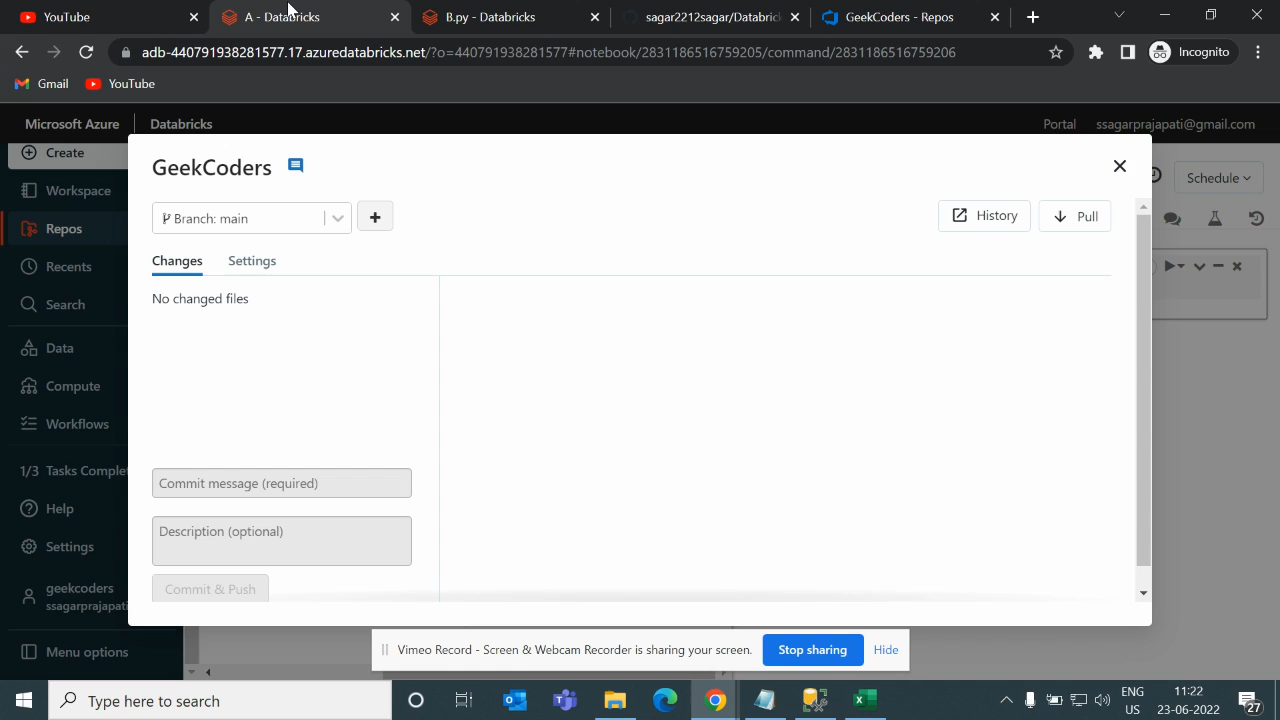 YouTube
A - Databricks
B.py - Databricks
sagar2212sagar/Databric
GeekCoders - Repos
adb-440791938281577.17.azuredatabricks.net/?o=440791938281577#notebook/2831186516759205/command/2831186516759206
Incognito
Gmail
YouTube
Microsoft Azure
Databricks
Portal
ssagarprajapati@gmail.com
Create
Workspace
Repos
Recents
Search
Data
Compute
Workflows
1/3 Tasks Complet
Help
Settings
geekcoders
ssagarprajapati
Menu options
GeekCoders
Branch: main
+
History
Pull
Schedule
Changes
Settings
No changed files
Commit message (required)
Description (optional)
Commit & Push
Vimeo Record - Screen & Webcam Recorder is sharing your screen.
Stop sharing
Hide
Type here to search
ENG
US
11:22
23-06-2022
27